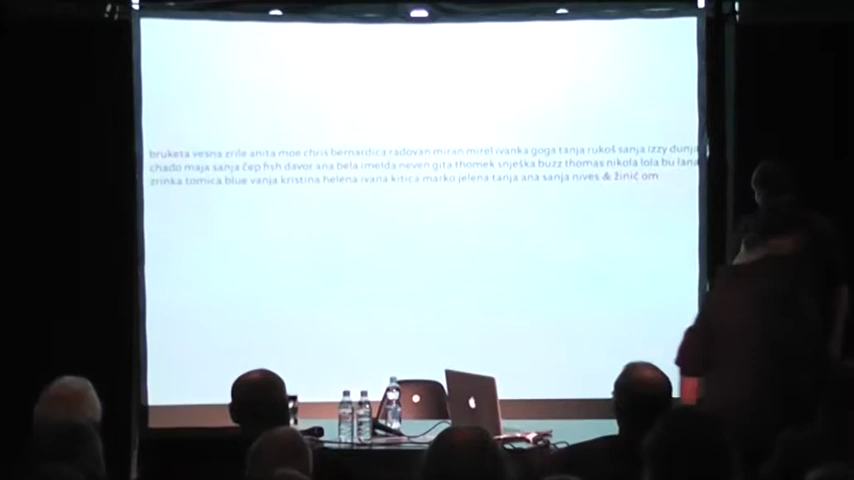 bruketa vesna zrile anita moe chris bernardica radovan miran mirel ivanka goga tanja rukoš sanja izzy dunja
chado maja sanja čep hsh davor ana bela imelda neven gita thomek snješka buzz thomas nikola lola bu lana
zrinka tomica blue vanja kristina helena ivana kitica marko jelena tanja ana sanja nives & žinić om